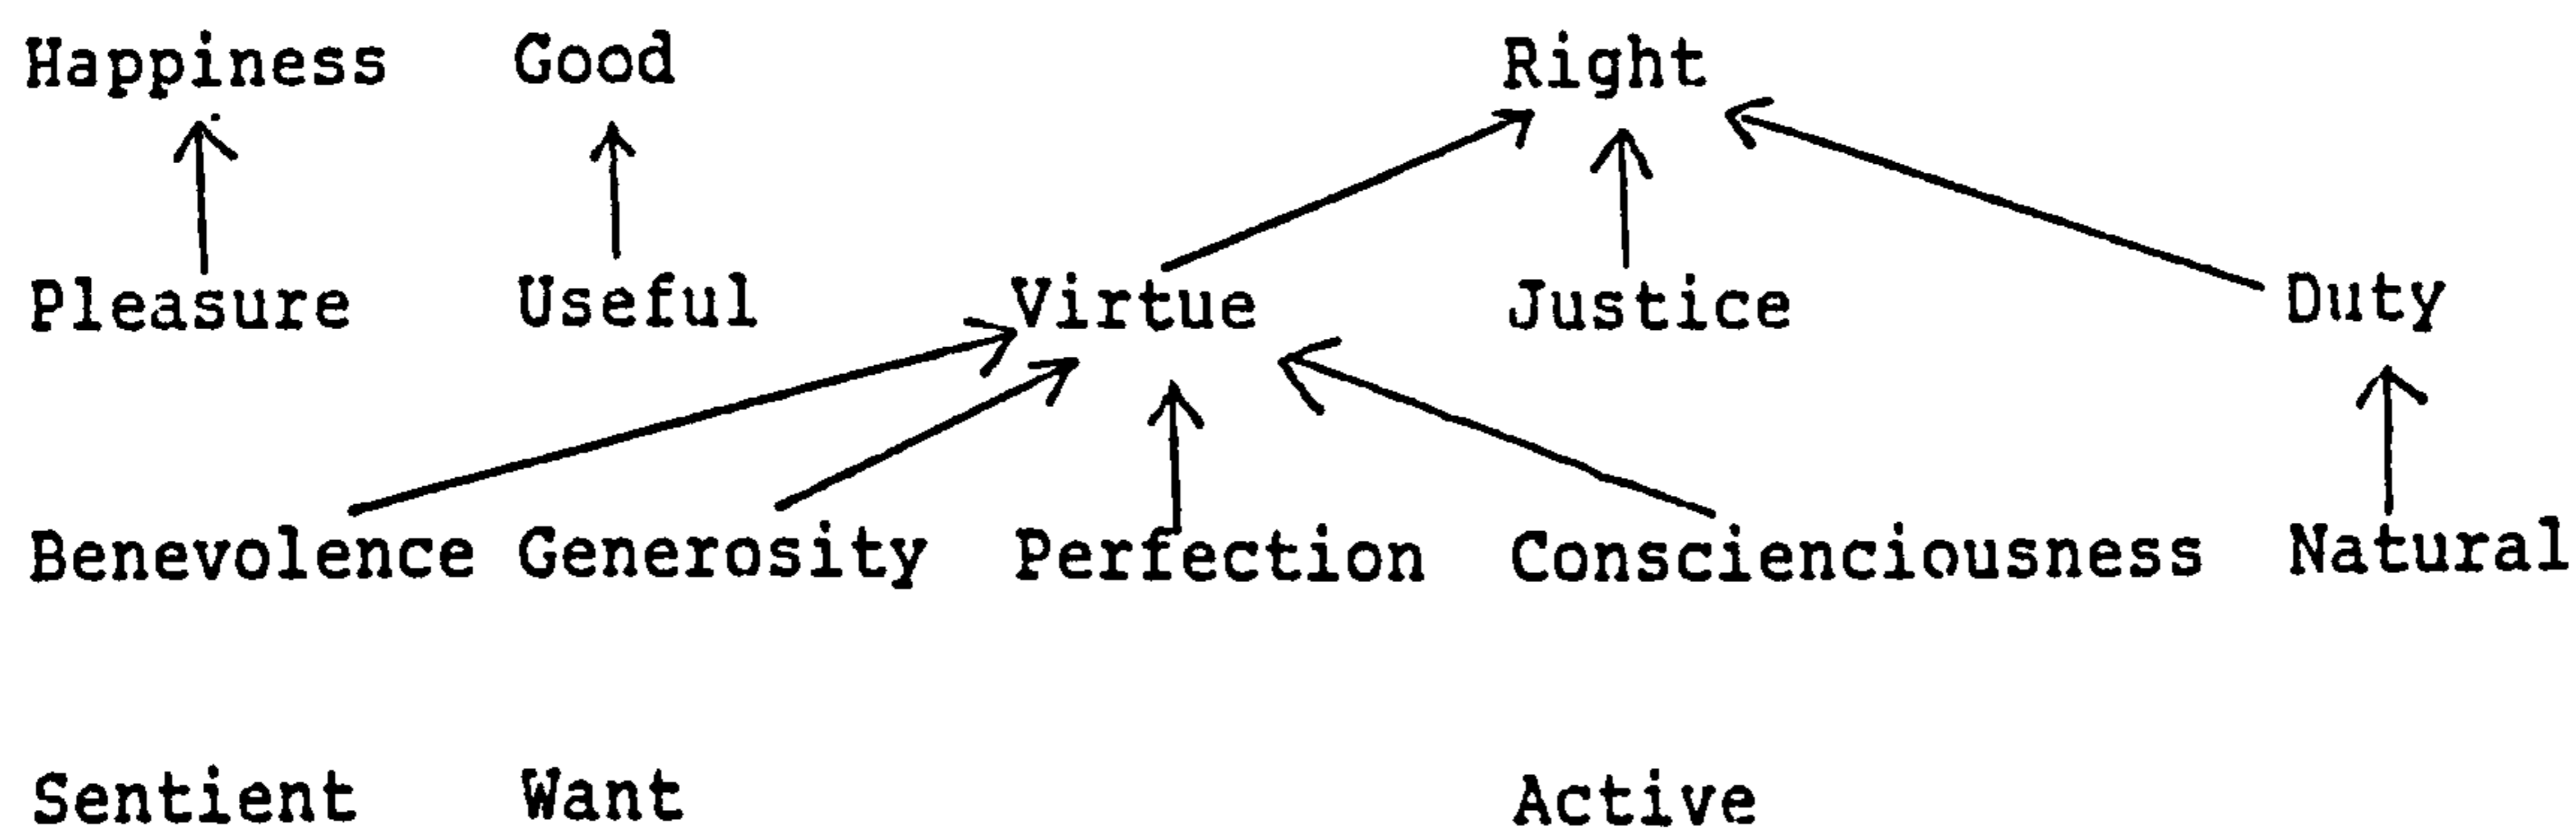 Happiness Good Right
Pleasure Useful Virtue Justice Duty
Benevolence Generosity Perfection Conscienciousness Natural
Sentient Want Active